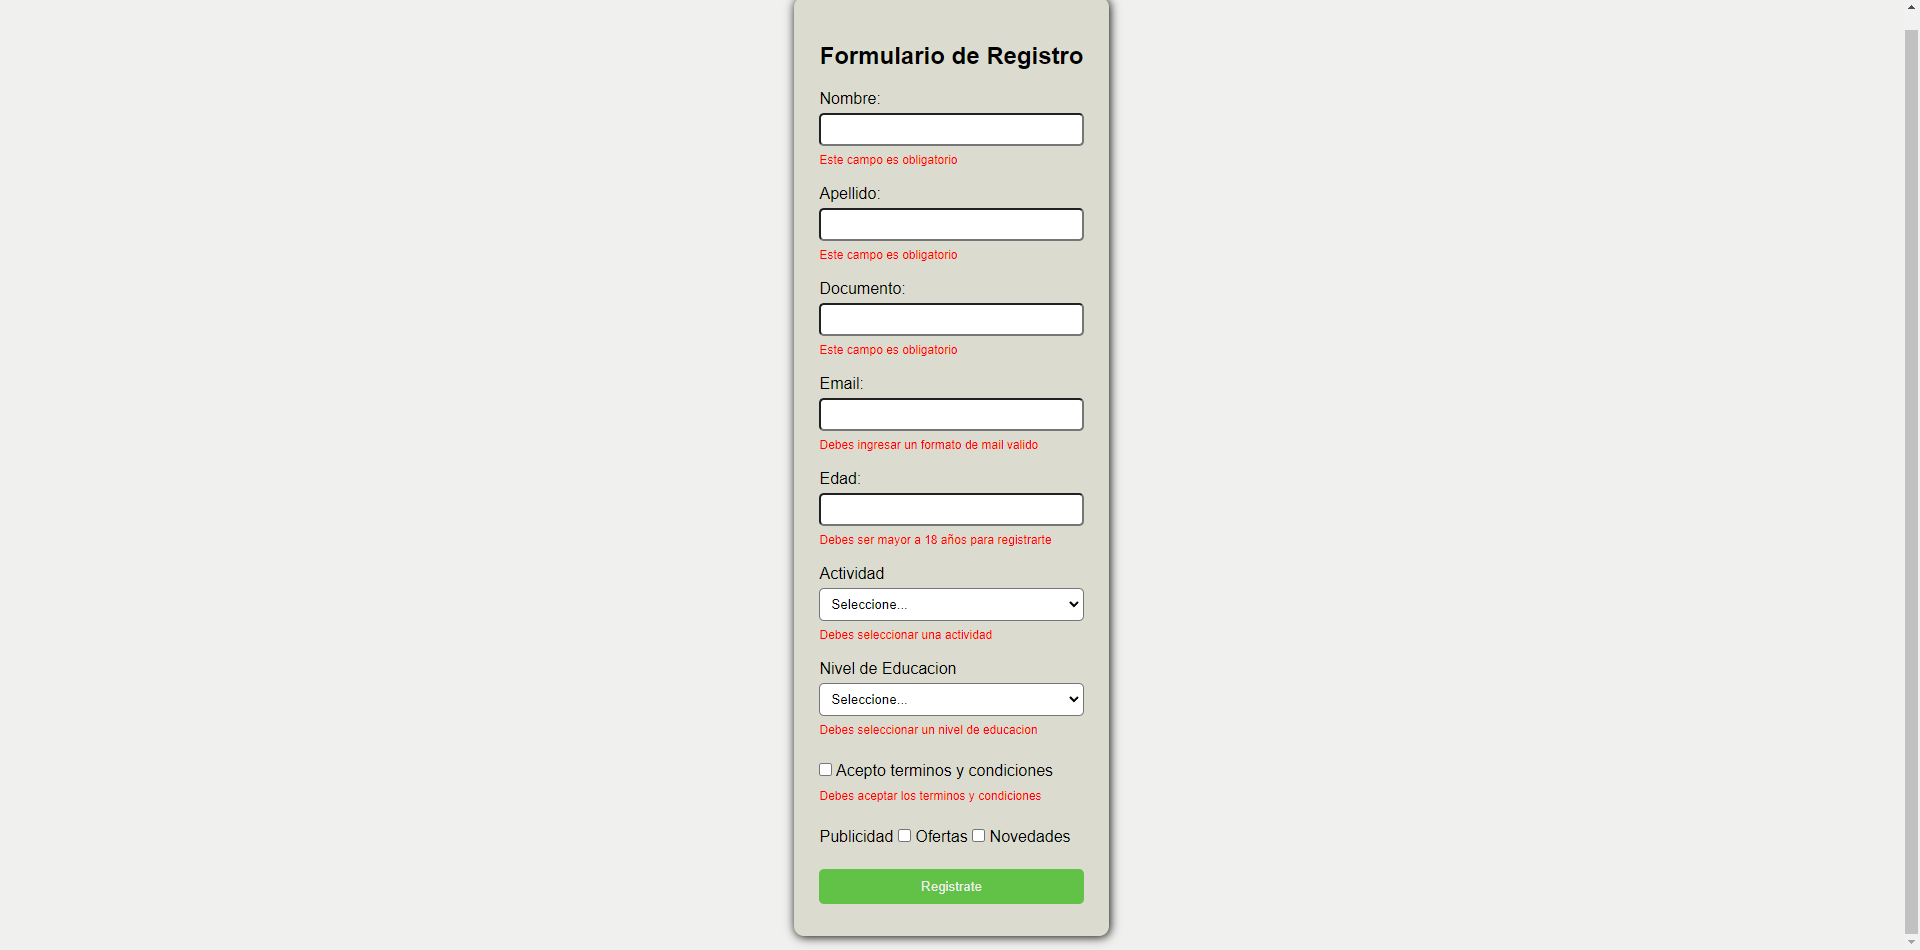 Formulario de Registro
Nombre:
Este campo es obligatorio
Apellido:
Este campo es obligatorio
Documento:
Este campo es obligatorio
Email:
Debes ingresar un formato de mail valido
Edad:
Debes ser mayor a 18 años para registrarte
Actividad
Seleccione...
Debes seleccionar una actividad
Nivel de Educacion
Seleccione...
Debes seleccionar un nivel de educacion
Acepto terminos y condiciones
Debes aceptar los terminos y condiciones
Publicidad Ofertas Novedades
Registrate